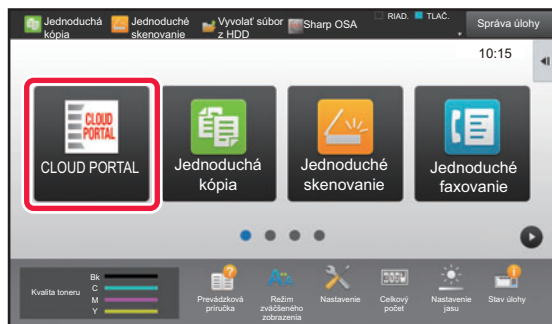 Jednoduchá
kópia
Jednoduché
skenovanie
Vyvolať súbor
z HDD
Sharp OSA
RIAD.
TLAČ.
Správa úlohy
10:15
CLOUD
PORTAL
CLOUD PORTAL
Jednoduchá
kópia
Jednoduché
skenovanie
Jednoduché
faxovanie
Kvalita toneru
Bk
C
M
Y
Prevádzková
príručka
Režim
zväčšeného
zobrazenia
Nastavenie
Celkový
počet
Nastavenie
jasu
Stav úlohy